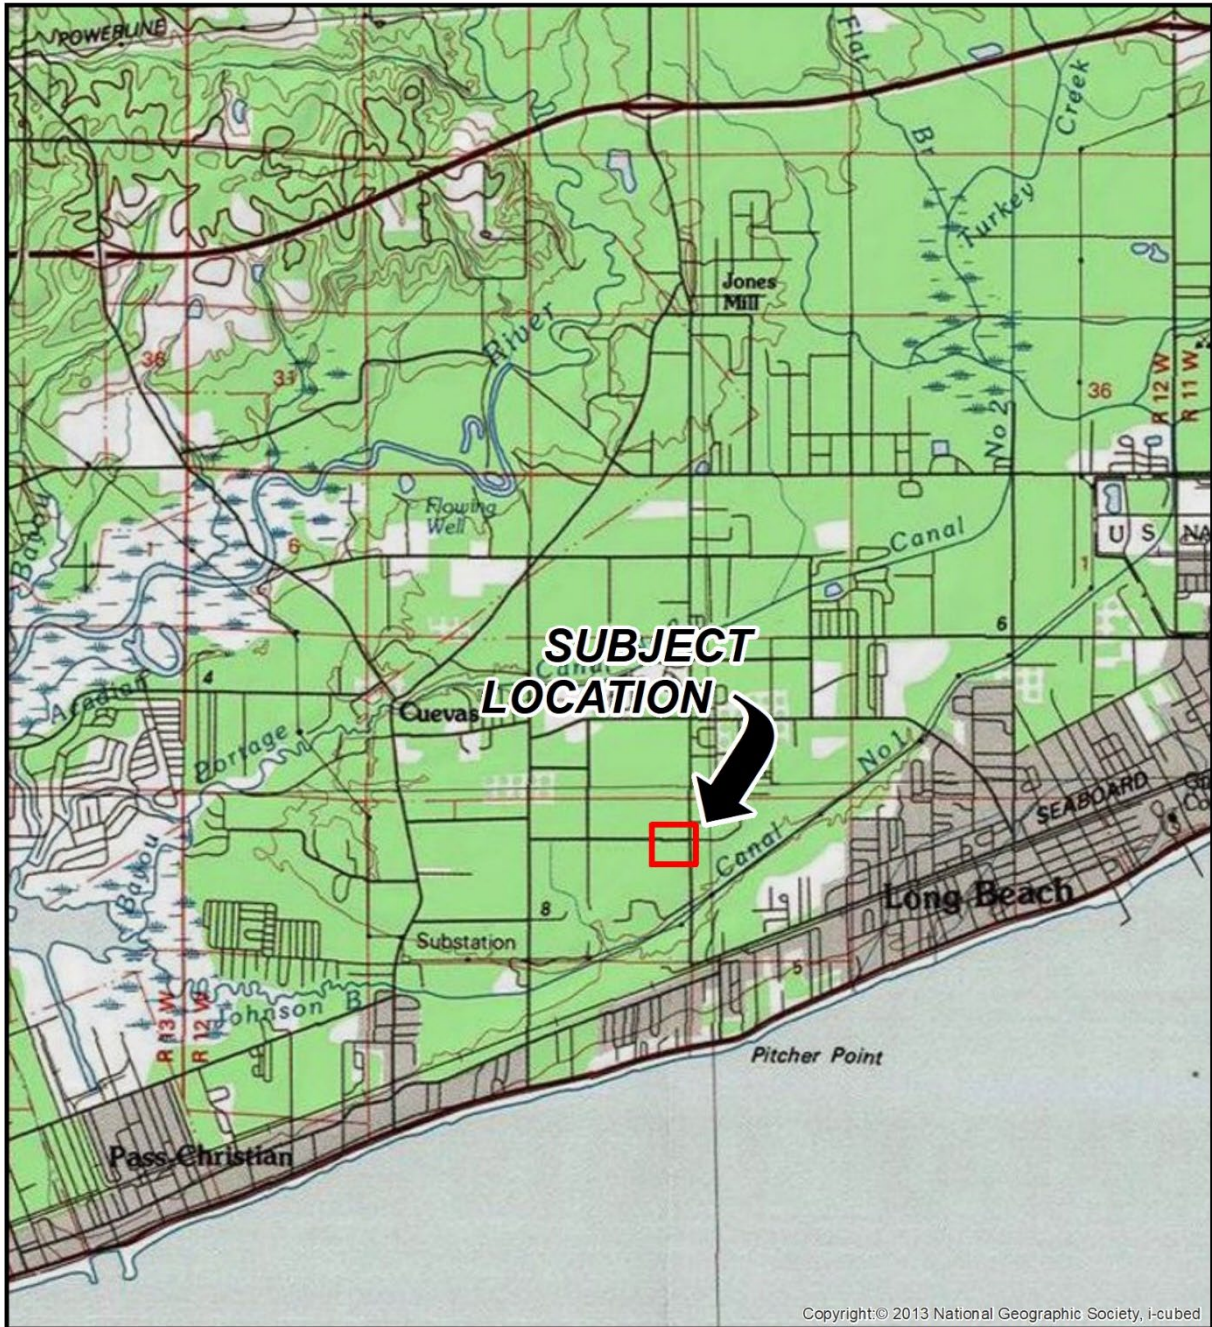 POWERLINE
Flat
Br
Creek
Turkey
Jones
Mill
River
36
31
36
R 12 W
R 11 W
No 2
Flowing
Well
Canal
U S NA
Bayou
1
6
1
6
SUBJECT
LOCATION
Canal
4
Acadian
Cuevas
Portage
No 1
SEABOARD
Canal
Long Beach
Bayou
8
Substation
5
R 13 W
R 12 W
Johnson B
Pitcher Point
Pass Christian
Copyright:© 2013 National Geographic Society, i-cubed